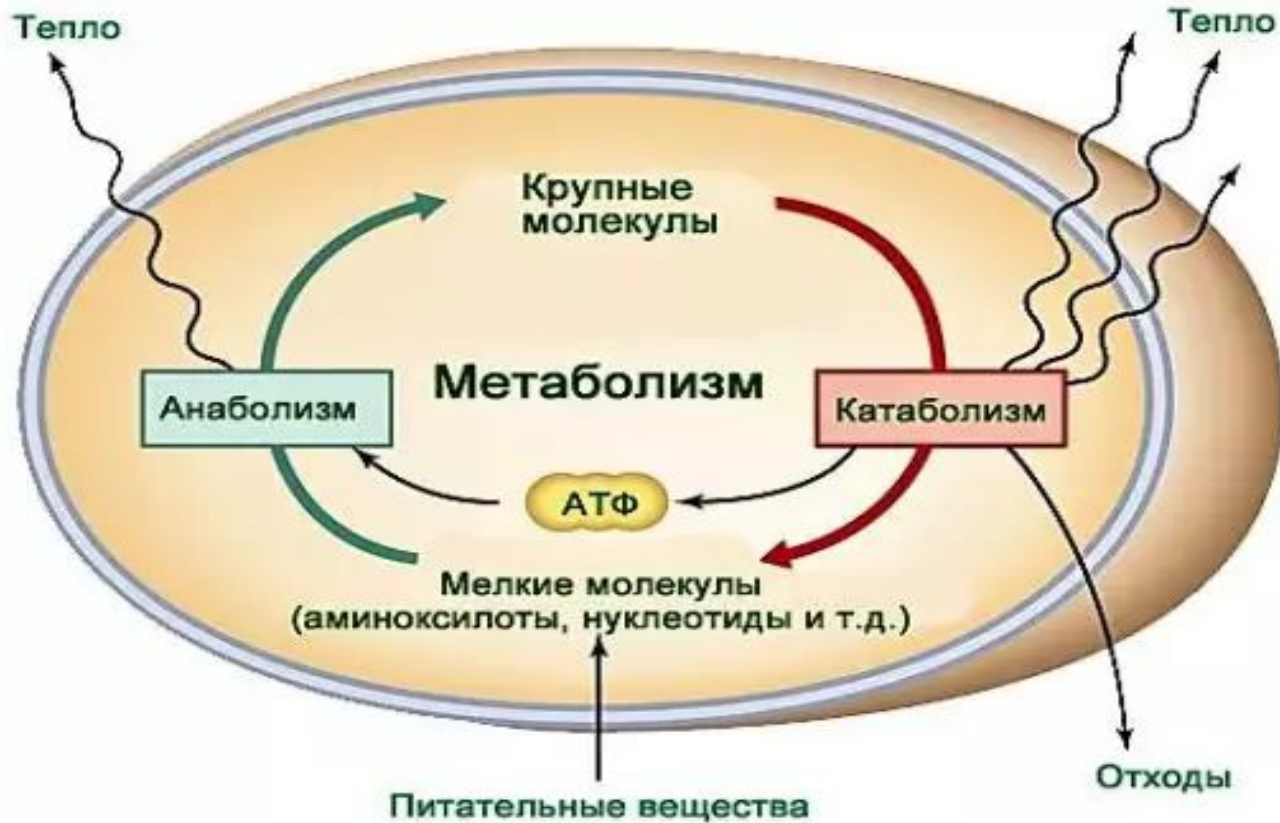 Тепло
Тепло
Крупные
молекулы
Метаболизм
Анаболизм
Катаболизм
АТФ
Мелкие молекулы
(аминоксилоты, нуклеотиды и т.д.)
Отходы
Питательные вещества